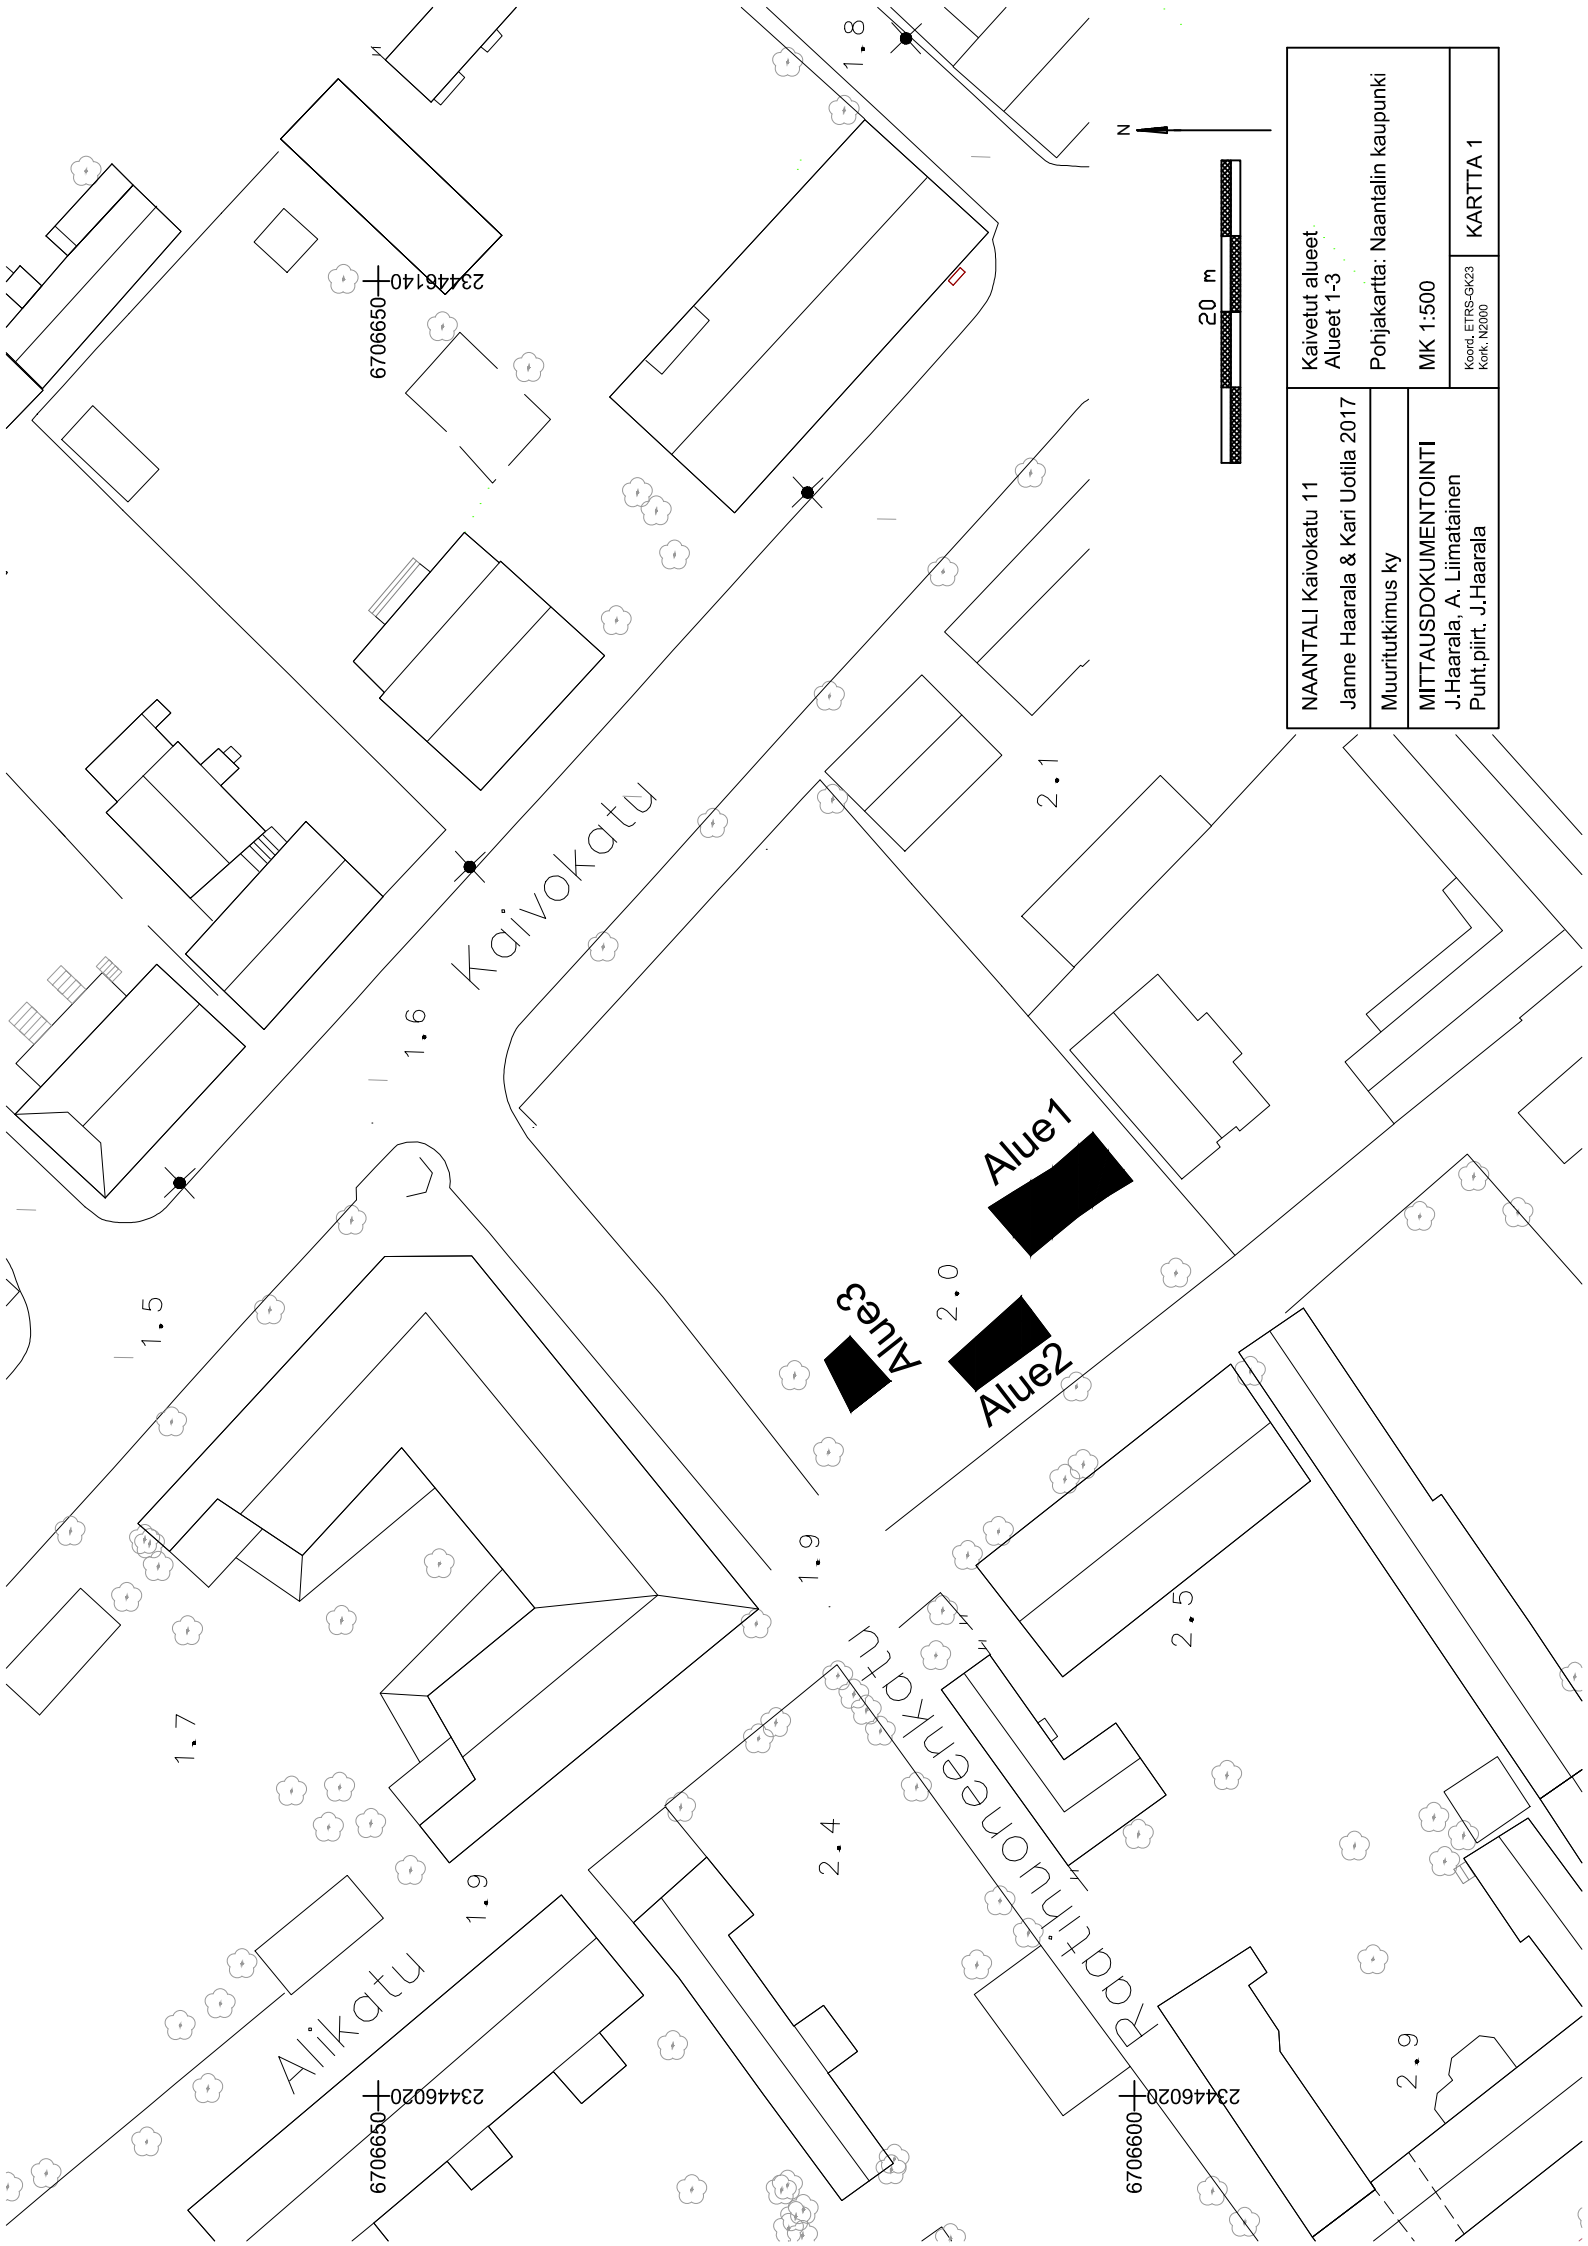 NAANTALI Kaivokatu 11
Janne Haarala & Kari Uotila 2017
Muuritutkimus ky
MITTAUSDOKUMENTOINTI
J.Haarala, A. Liimatainen
Puht.piirt. J.Haarala
Kaivetut alueet
Alueet 1-3
Pohjakartta: Naantalin kaupunki
MK 1:500
Koord. ETRS-GK23
Kork. N2000
KARTTA 1
20 m
N
Kaivokatu
Alikatu
Raatihuoneenkatu
Alue1
Alue2
Alue3
6706650
23446140
6706650
23446020
6706600
23446020
1.8
2.1
1.6
1.5
2.0
1.9
2.5
1.7
2.4
1.9
2.9